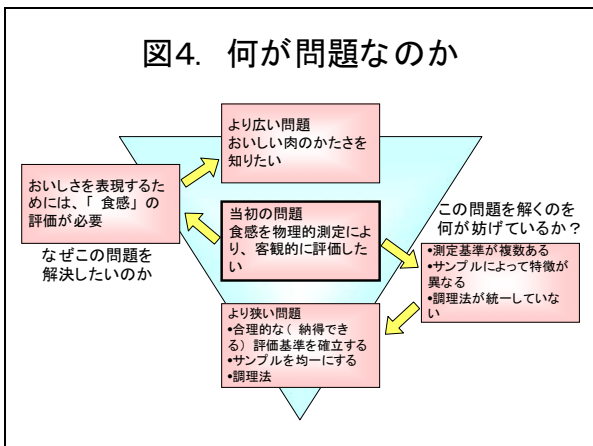 図4. 何が問題なのか
より広い問題
おいしい肉のかたさを
知りたい
おいしさを表現するた
めには、「 食感」の
評価が必要
なぜこの問題を
解決したいのか
当初の問題
食感を物理的測定によ
り、客観的に評価した
い
この問題を解くのを
何が妨げているか？
•測定基準が複数ある
•サンプルによって特徴が
異なる
•調理法が統一していな
い
より狭い問題
•合理的な( 納得でき
る) 評価基準を確立する
•サンプルを均一にする
•調理法